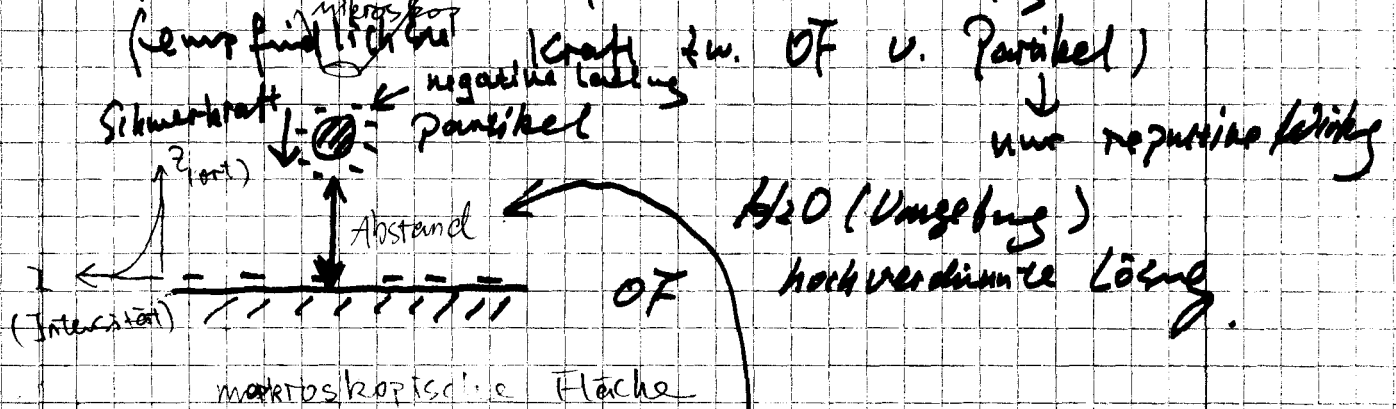 Mikroskop
(empfindliche Kraft zw. OF u. Partikel)
negative Ladung
Schwerkraft
Partikel
nur repulsive Wirkg
z (ort)
H2O (Umgebung)
Abstand
I
OF
hochverdünnte Lösung.
(Intensität)
makroskopische Fläche